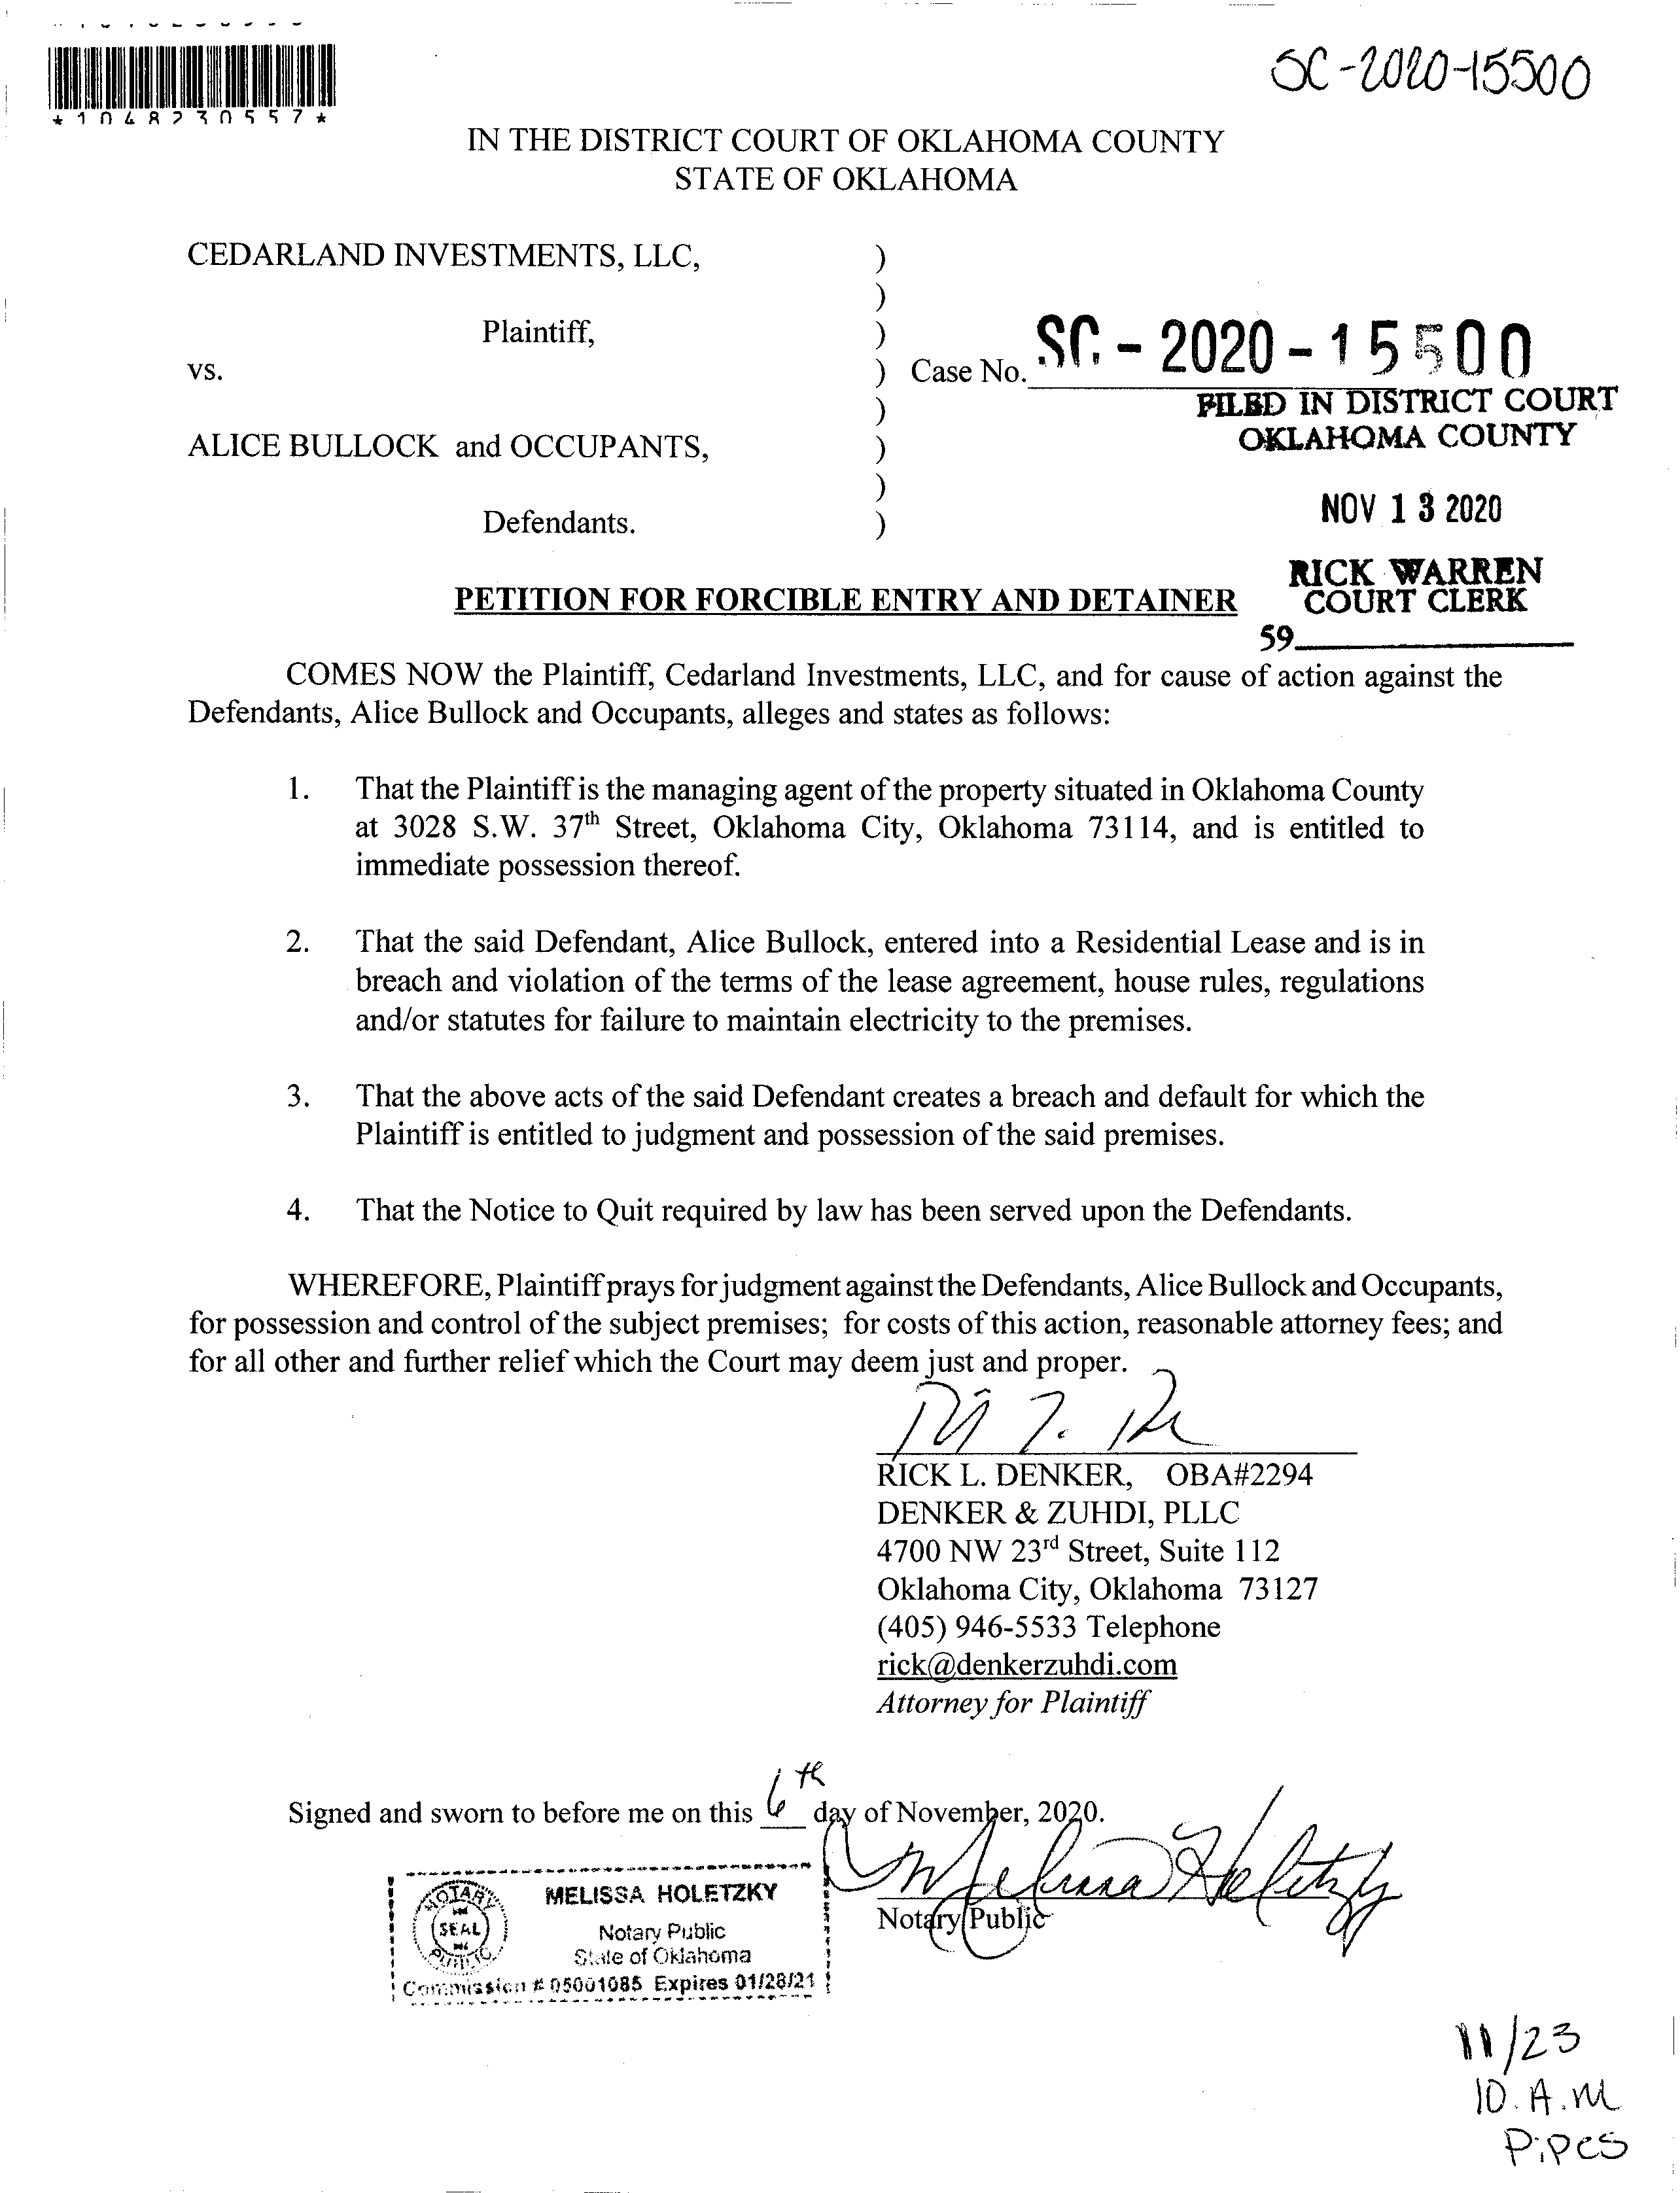 *1048230557*
SC-2020-15500
IN THE DISTRICT COURT OF OKLAHOMA COUNTY
STATE OF OKLAHOMA
CEDARLAND INVESTMENTS, LLC, )
)
Plaintiff, )
vs. ) Case No. SC-2020-15500
)
FILED IN DISTRICT COURT
OKLAHOMA COUNTY
ALICE BULLOCK and OCCUPANTS, )
)
Defendants. )
NOV 13 2020
RICK WARREN
COURT CLERK
59
PETITION FOR FORCIBLE ENTRY AND DETAINER
COMES NOW the Plaintiff, Cedarland Investments, LLC, and for cause of action against the
Defendants, Alice Bullock and Occupants, alleges and states as follows:
1. That the Plaintiff is the managing agent of the property situated in Oklahoma County
at 3028 S.W. 37th Street, Oklahoma City, Oklahoma 73114, and is entitled to
immediate possession thereof.
2. That the said Defendant, Alice Bullock, entered into a Residential Lease and is in
breach and violation of the terms of the lease agreement, house rules, regulations
and/or statutes for failure to maintain electricity to the premises.
3. That the above acts of the said Defendant creates a breach and default for which the
Plaintiff is entitled to judgment and possession of the said premises.
4. That the Notice to Quit required by law has been served upon the Defendants.
WHEREFORE, Plaintiff prays for judgment against the Defendants, Alice Bullock and Occupants,
for possession and control of the subject premises; for costs of this action, reasonable attorney fees; and
for all other and further relief which the Court may deem just and proper.
RICK L. DENKER, OBA#2294
DENKER & ZUHDI, PLLC
4700 NW 23rd Street, Suite 112
Oklahoma City, Oklahoma 73127
(405) 946-5533 Telephone
rick@denkerzuhdi.com
Attorney for Plaintiff
Signed and sworn to before me on this 6th day of November, 2020.
Melissa Holetzky
Notary Public
NOTARY
SEAL
PUBLIC
MELISSA HOLETZKY
Notary Public
State of Oklahoma
Commission # 05001085 Expires 01/28/21
11/23
10 A.M
Pipes